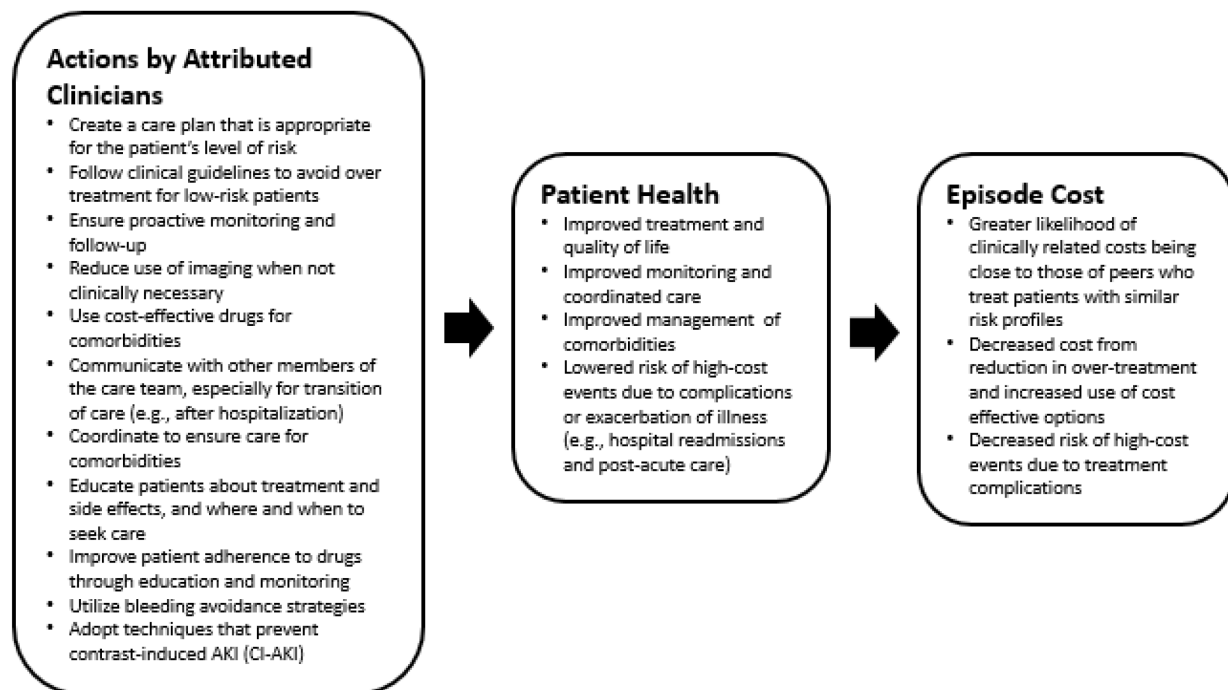 Actions by Attributed
Clinicians
• Create a care plan that is appropriate
for the patient's level of risk
• Follow clinical guidelines to avoid over
treatment for low-risk patients
• Ensure proactive monitoring and
follow-up
• Reduce use of imaging when not
clinically necessary
• Use cost-effective drugs for
comorbidities
• Communicate with other members of
the care team, especially for transition
of care (e.g., after hospitalization)
• Coordinate to ensure care for
comorbidities
• Educate patients about treatment and
side effects, and where and when to
seek care
• Improve patient adherence to drugs
through education and monitoring
• Utilize bleeding avoidance strategies
• Adopt techniques that prevent
contrast-induced AKI (CI-AKI)
Patient Health
• Improved treatment and
quality of life
• Improved monitoring and
coordinated care
• Improved management of
comorbidities
• Lowered risk of high-cost
events due to complications
or exacerbation of illness
(e.g., hospital readmissions
and post-acute care)
Episode Cost
• Greater likelihood of
clinically related costs being
close to those of peers who
treat patients with similar
risk profiles
• Decreased cost from
reduction in over-treatment
and increased use of cost
effective options
• Decreased risk of high-cost
events due to treatment
complications